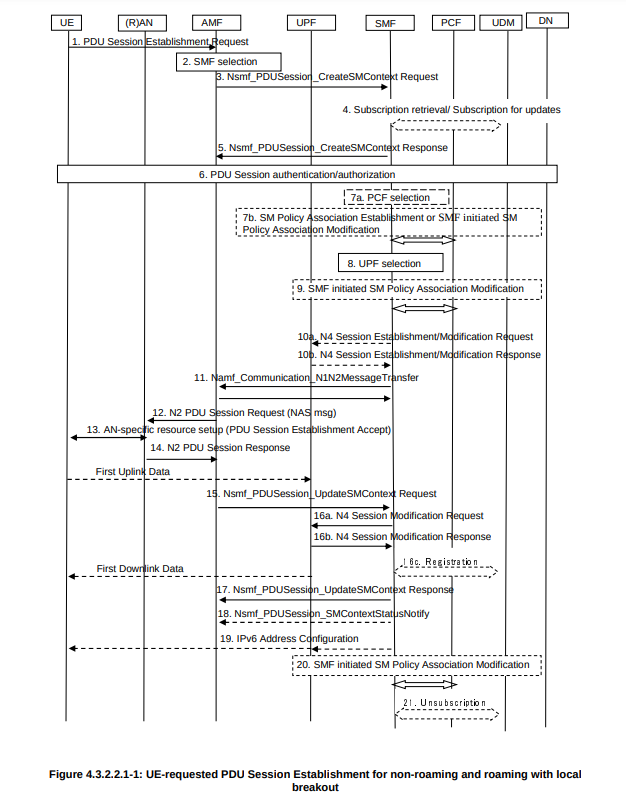 UE (R)AN AMF UPF SMF PCF UDM DN
1. PDU Session Establishment Request
2. SMF selection
3. Nsmf_PDUSession_CreateSMContext Request
4. Subscription retrieval/ Subscription for updates
5. Nsmf_PDUSession_CreateSMContext Response
6. PDU Session authentication/authorization
7a. PCF selection
7b. SM Policy Association Establishment or SMF initiated SM
Policy Association Modification
8. UPF selection
9. SMF initiated SM Policy Association Modification
10a. N4 Session Establishment/Modification Request
10b. N4 Session Establishment/Modification Response
11. Namf_Communication_N1N2MessageTransfer
12. N2 PDU Session Request (NAS msg)
13. AN-specific resource setup (PDU Session Establishment Accept)
14. N2 PDU Session Response
First Uplink Data
15. Nsmf_PDUSession_UpdateSMContext Request
16a. N4 Session Modification Request
16b. N4 Session Modification Response
16c. Registration
First Downlink Data
17. Nsmf_PDUSession_UpdateSMContext Response
18. Nsmf_PDUSession_SMContextStatusNotify
19. IPv6 Address Configuration
20. SMF initiated SM Policy Association Modification
21. Unsubscription
Figure 4.3.2.2.1-1: UE-requested PDU Session Establishment for non-roaming and roaming with local
breakout